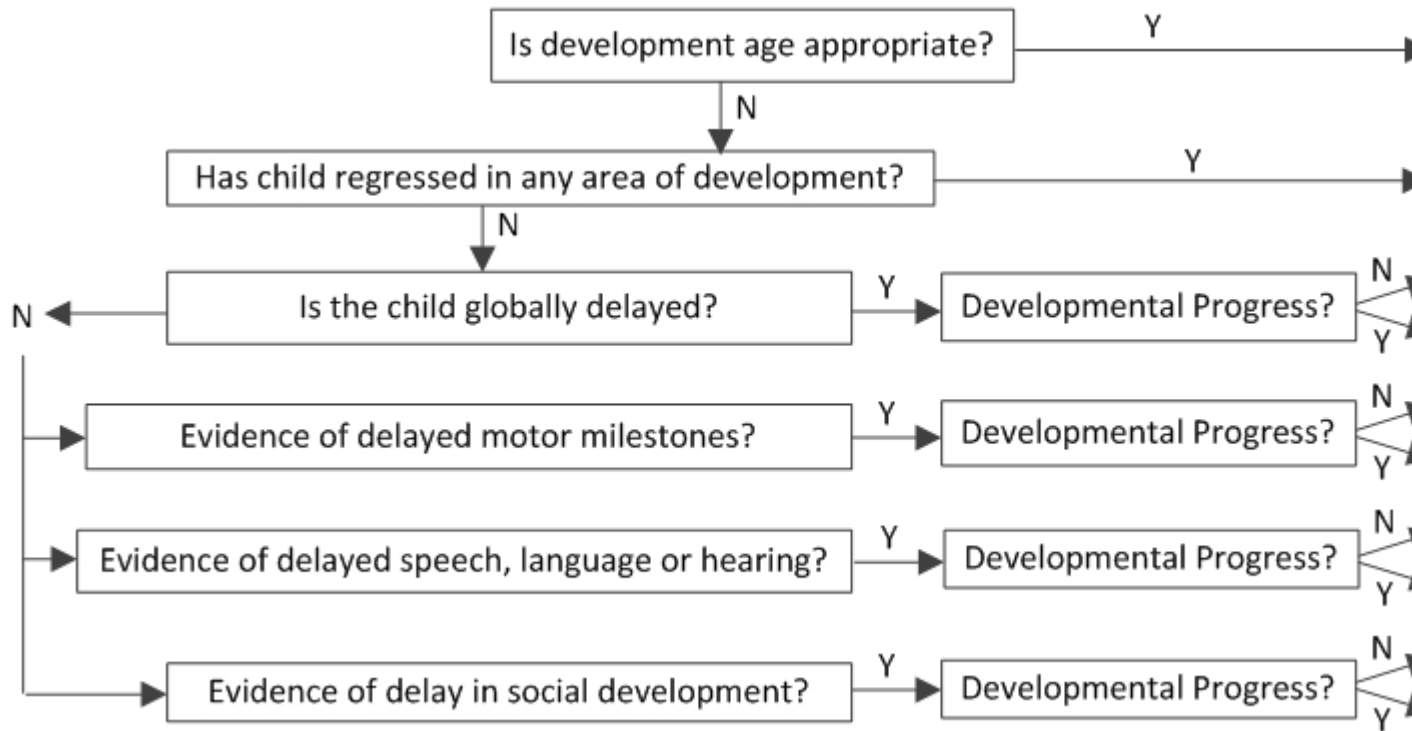 Is development age appropriate?
Y
N
Has child regressed in any area of development?
Y
N
Is the child globally delayed?
Y
Developmental Progress?
N
Y
N
Evidence of delayed motor milestones?
Y
Developmental Progress?
N
Y
Evidence of delayed speech, language or hearing?
Y
Developmental Progress?
N
Y
Evidence of delay in social development?
Y
Developmental Progress?
N
Y